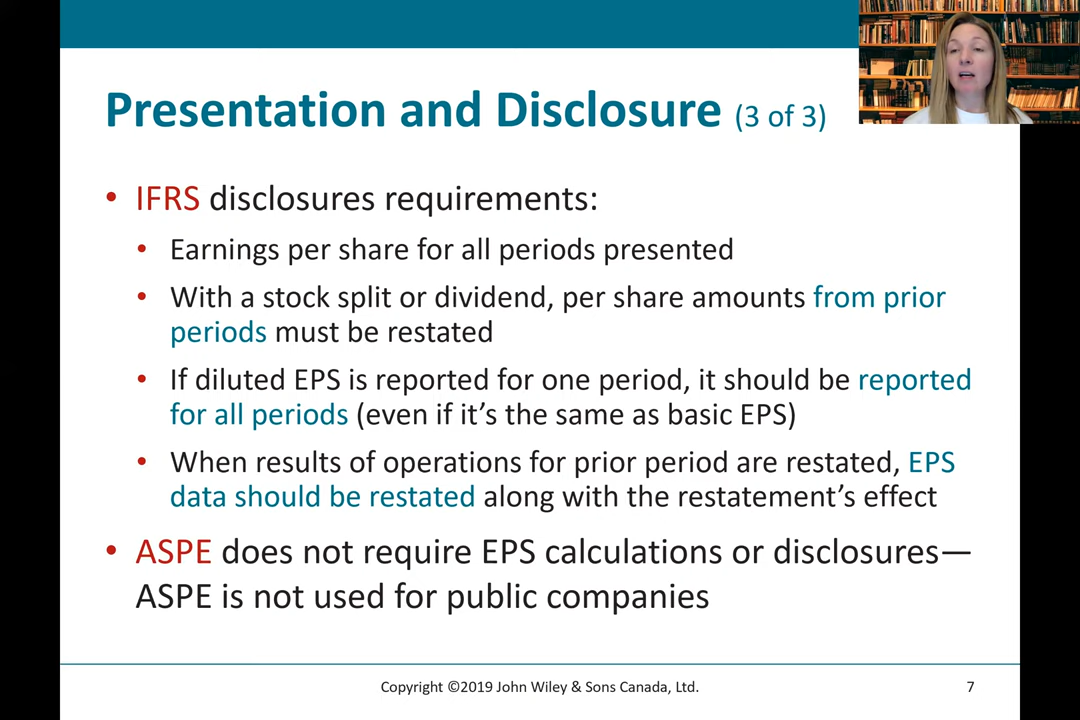 Presentation and Disclosure (3 of 3)
• IFRS disclosures requirements:
• Earnings per share for all periods presented
• With a stock split or dividend, per share amounts from prior
periods must be restated
• If diluted EPS is reported for one period, it should be reported
for all periods (even if it's the same as basic EPS)
• When results of operations for prior period are restated, EPS
data should be restated along with the restatement's effect
• ASPE does not require EPS calculations or disclosures—
ASPE is not used for public companies
Copyright ©2019 John Wiley & Sons Canada, Ltd.
7